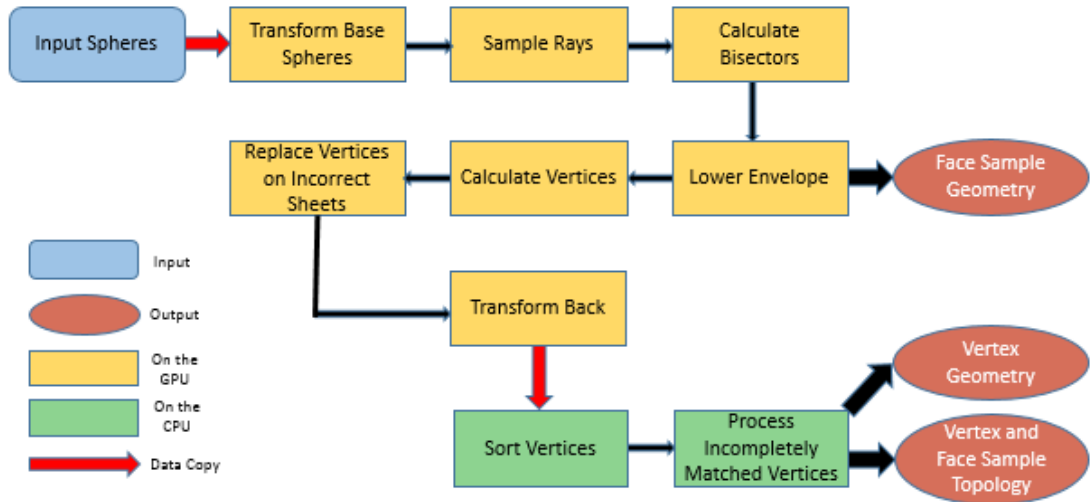 Input Spheres
Transform Base
Spheres
Sample Rays
Calculate
Bisectors
Replace Vertices
on Incorrect
Sheets
Calculate Vertices
Lower Envelope
Face Sample
Geometry
Input
Output
On the
GPU
On the
CPU
Data Copy
Transform Back
Sort Vertices
Process
Incompletely
Matched Vertices
Vertex
Geometry
Vertex and
Face Sample
Topology